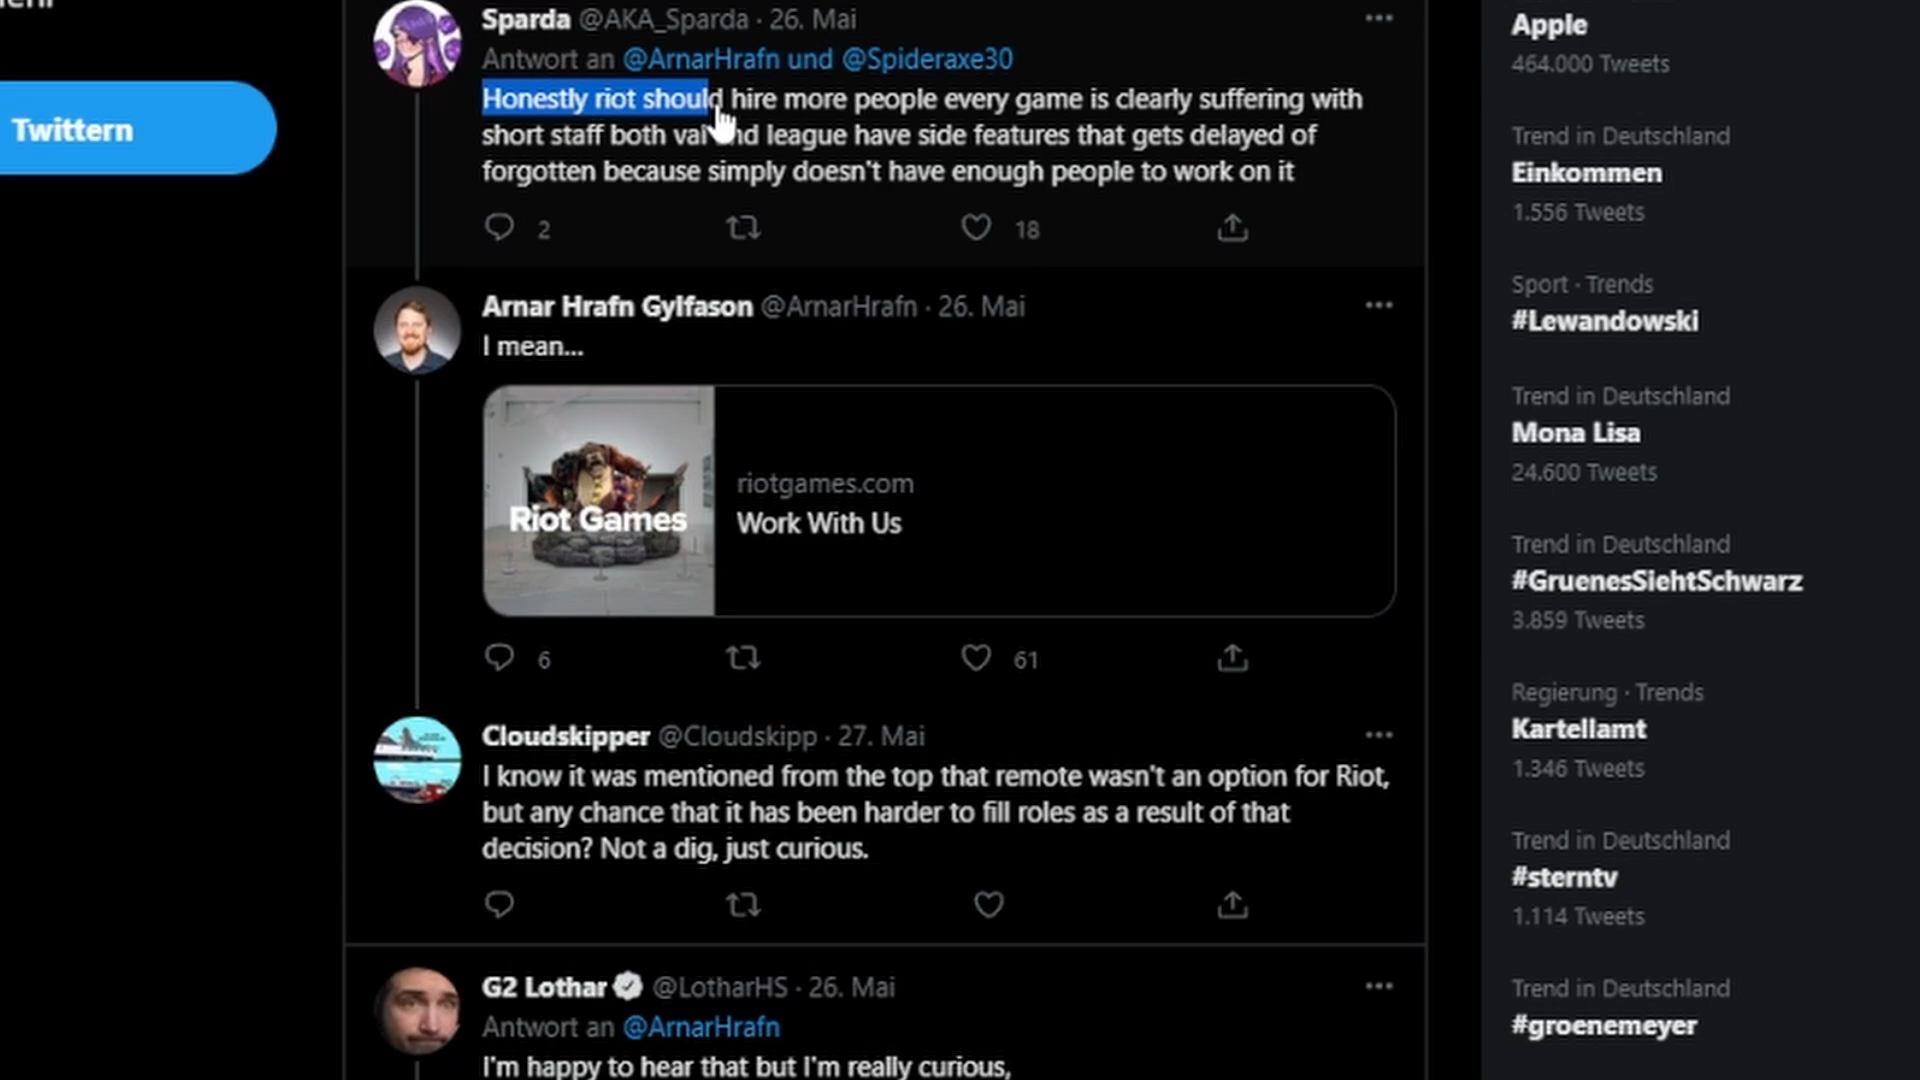 Sparda @AKA_Sparda · 26. Mai
Antwort an @ArnarHrafn und @Spideraxe30
Honestly riot should hire more people every game is clearly suffering with
short staff both val and league have side features that gets delayed of
forgotten because simply doesn't have enough people to work on it
2
18
Arnar Hrafn Gylfason @ArnarHrafn · 26. Mai
I mean...
Riot Games
riotgames.com
Work With Us
6
61
Cloudskipper @Cloudskipp · 27. Mai
I know it was mentioned from the top that remote wasn't an option for Riot,
but any chance that it has been harder to fill roles as a result of that
decision? Not a dig, just curious.
G2 Lothar @LotharHS · 26. Mai
Antwort an @ArnarHrafn
I'm happy to hear that but I'm really curious,
Twittern
Apple
464.000 Tweets
Trend in Deutschland
Einkommen
1.556 Tweets
Sport · Trends
#Lewandowski
Trend in Deutschland
Mona Lisa
24.600 Tweets
Trend in Deutschland
#GruenesSiehtSchwarz
3.859 Tweets
Regierung · Trends
Kartellamt
1.346 Tweets
Trend in Deutschland
#sterntv
1.114 Tweets
Trend in Deutschland
#groenemeyer